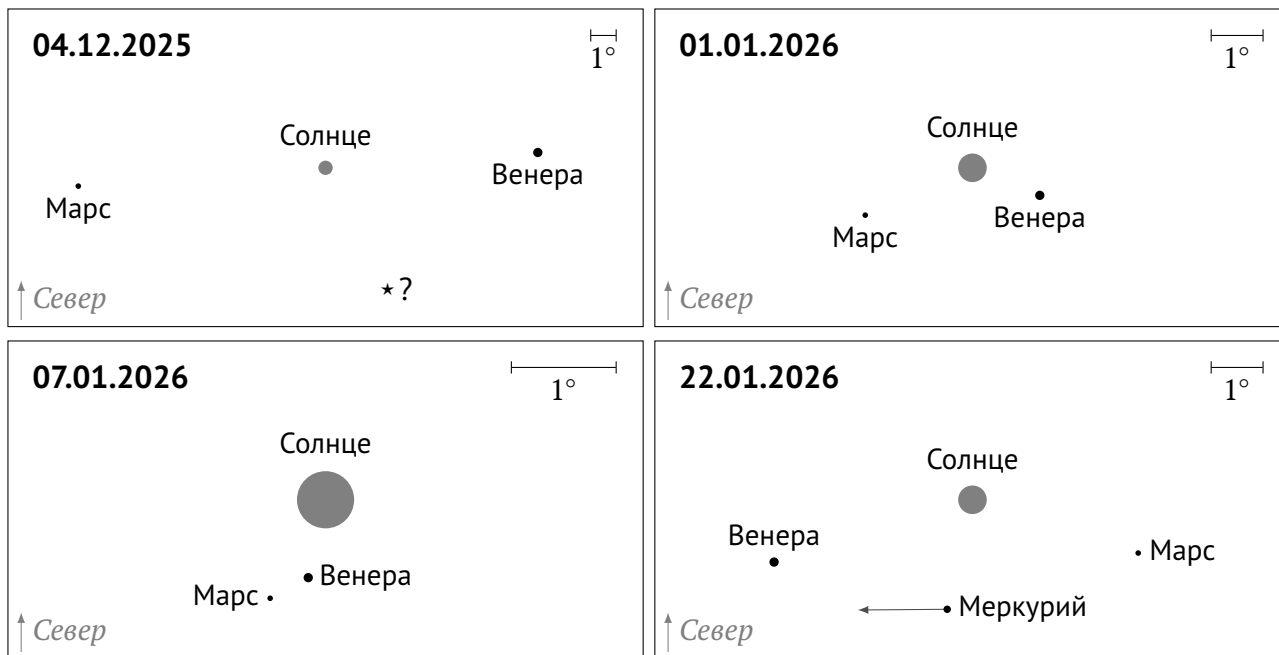 04.12.2025
1°
Солнце
Венера
Марс
?
Север
01.01.2026
1°
Солнце
Венера
Марс
Север
07.01.2026
1°
Солнце
Венера
Марс
Север
22.01.2026
1°
Солнце
Венера
Марс
Меркурий
Север